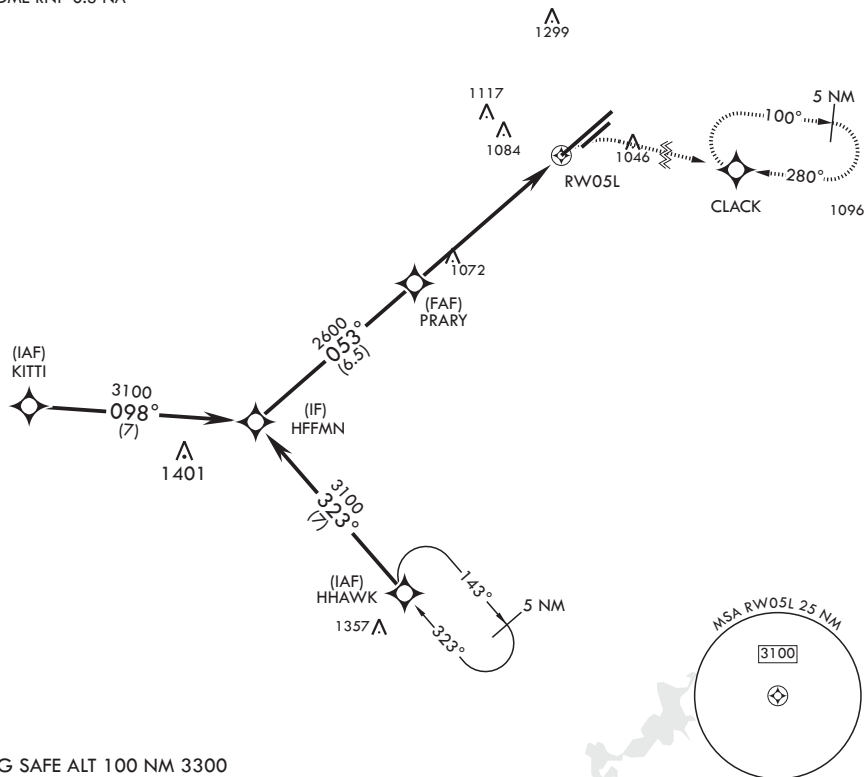 1299
1117
1084
5 NM
100°
1046
280°
RW05L
CLACK
1096
1072
(FAF)
PRARY
2600
053°
(6.5)
(IAF)
KITTI
3100
098°
(7)
(IF)
HFFMN
1401
3100
323°
(7)
(IAF)
HHAWK
143°
5 NM
323°
1357
MSA RW05L 25 NM
3100
SAFE ALT 100 NM 3300